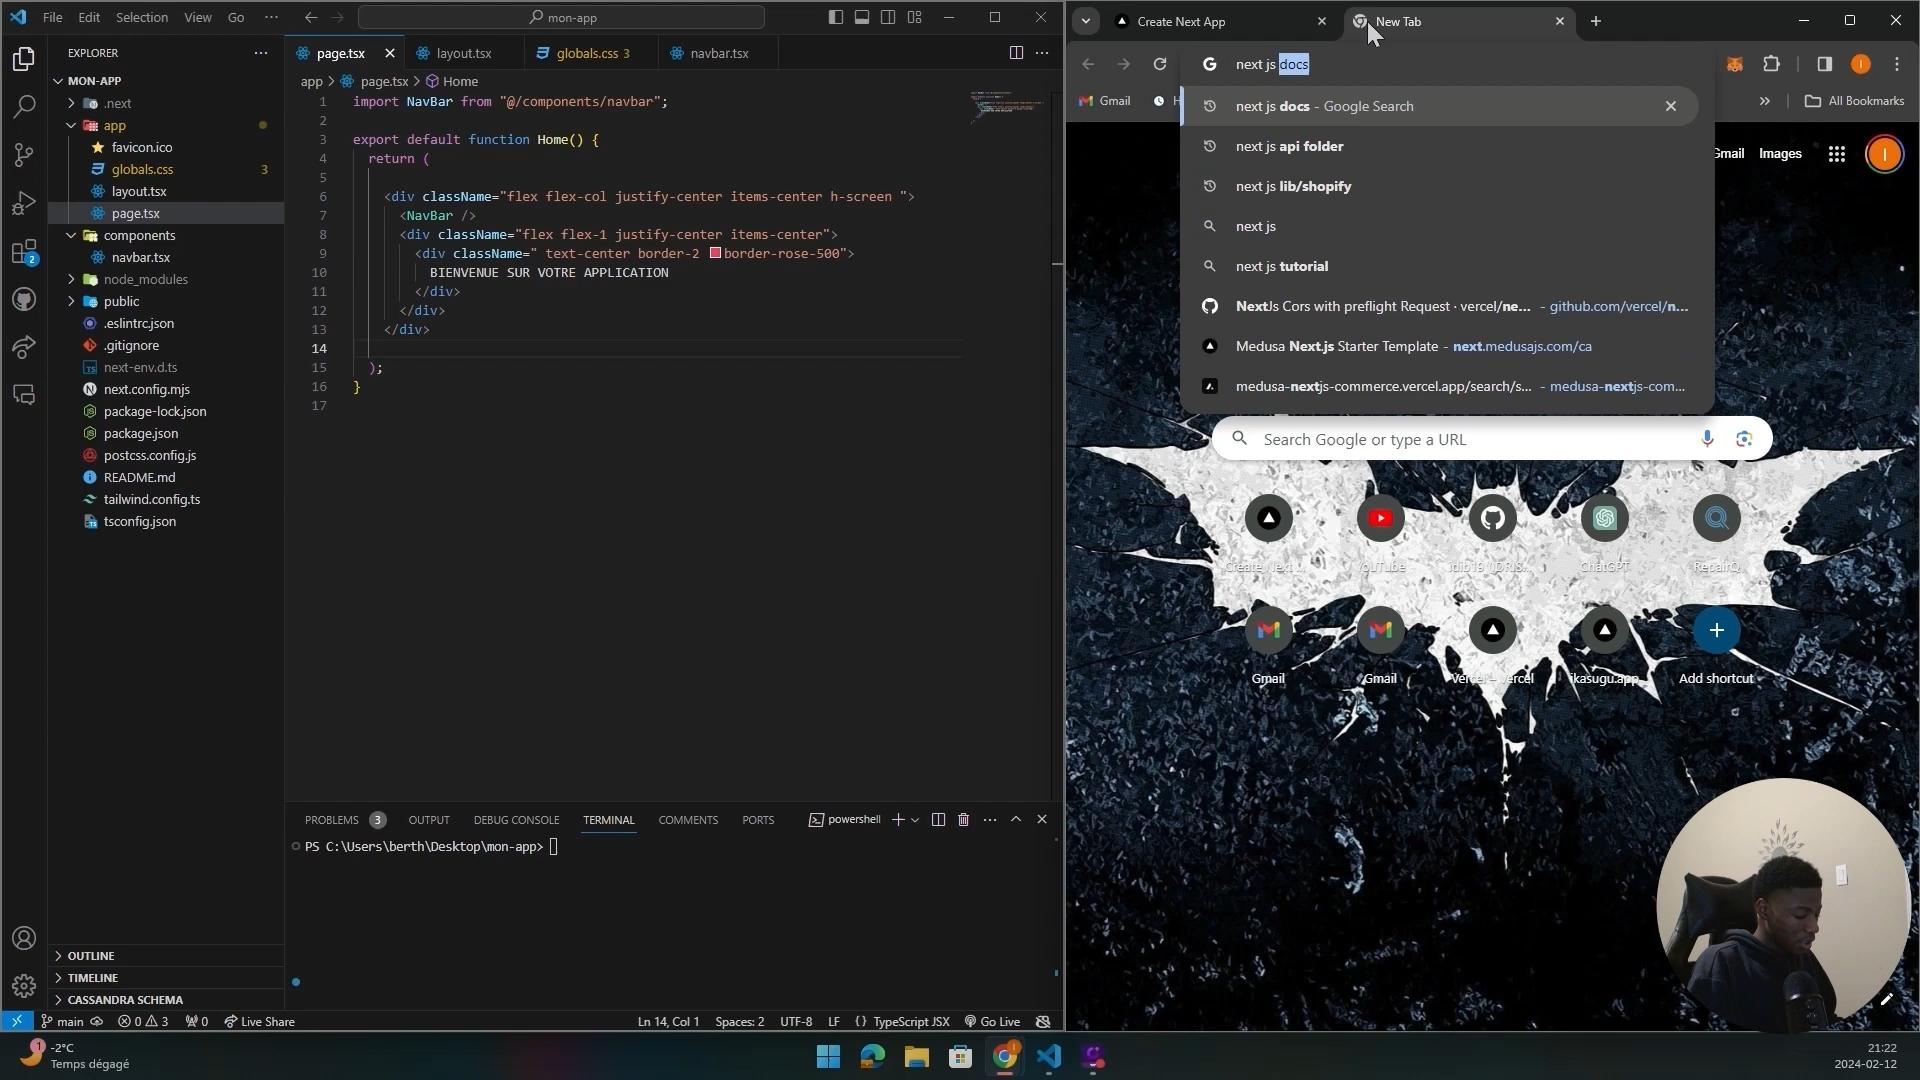 File Edit Selection View Go ··· mon-app
EXPLORER
MON-APP
.next
app
favicon.ico
globals.css 3
layout.tsx
page.tsx
components
navbar.tsx
node_modules
public
.eslintrc.json
.gitignore
next-env.d.ts
next.config.mjs
package-lock.json
package.json
postcss.config.js
README.md
tailwind.config.ts
tsconfig.json
OUTLINE
TIMELINE
CASSANDRA SCHEMA
2
page.tsx layout.tsx globals.css 3 navbar.tsx
app > page.tsx > Home
1 import NavBar from "@/components/navbar";
2
3 export default function Home() {
4 return (
5
6 <div className="flex flex-col justify-center items-center h-screen ">
7 <NavBar />
8 <div className="flex flex-1 justify-center items-center">
9 <div className=" text-center border-2 border-rose-500">
10 BIENVENUE SUR VOTRE APPLICATION
11 </div>
12 </div>
13 </div>
14
15 );
16 }
17
PROBLEMS 3 OUTPUT DEBUG CONSOLE TERMINAL COMMENTS PORTS powershell
PS C:\Users\berth\Desktop\mon-app>
main 0 3 0 Live Share Ln 14, Col 1 Spaces: 2 UTF-8 LF {} TypeScript JSX Go Live
Create Next App New Tab
next js docs
Gmail All Bookmarks
next js docs - Google Search
next js api folder
next js lib/shopify
next js
next js tutorial
NextJs Cors with preflight Request · vercel/ne... - github.com/vercel/n...
Medusa Next.js Starter Template - next.medusajs.com/ca
medusa-nextjs-commerce.vercel.app/search/s... - medusa-nextjs-com...
Gmail Images I
Search Google or type a URL
Create Next ... YouTube ChatGPT RepairQ
Gmail Gmail Vercel – Vercel ikasugu.app Add shortcut
1 -2°C
Temps dégagé
21:22
2024-02-12